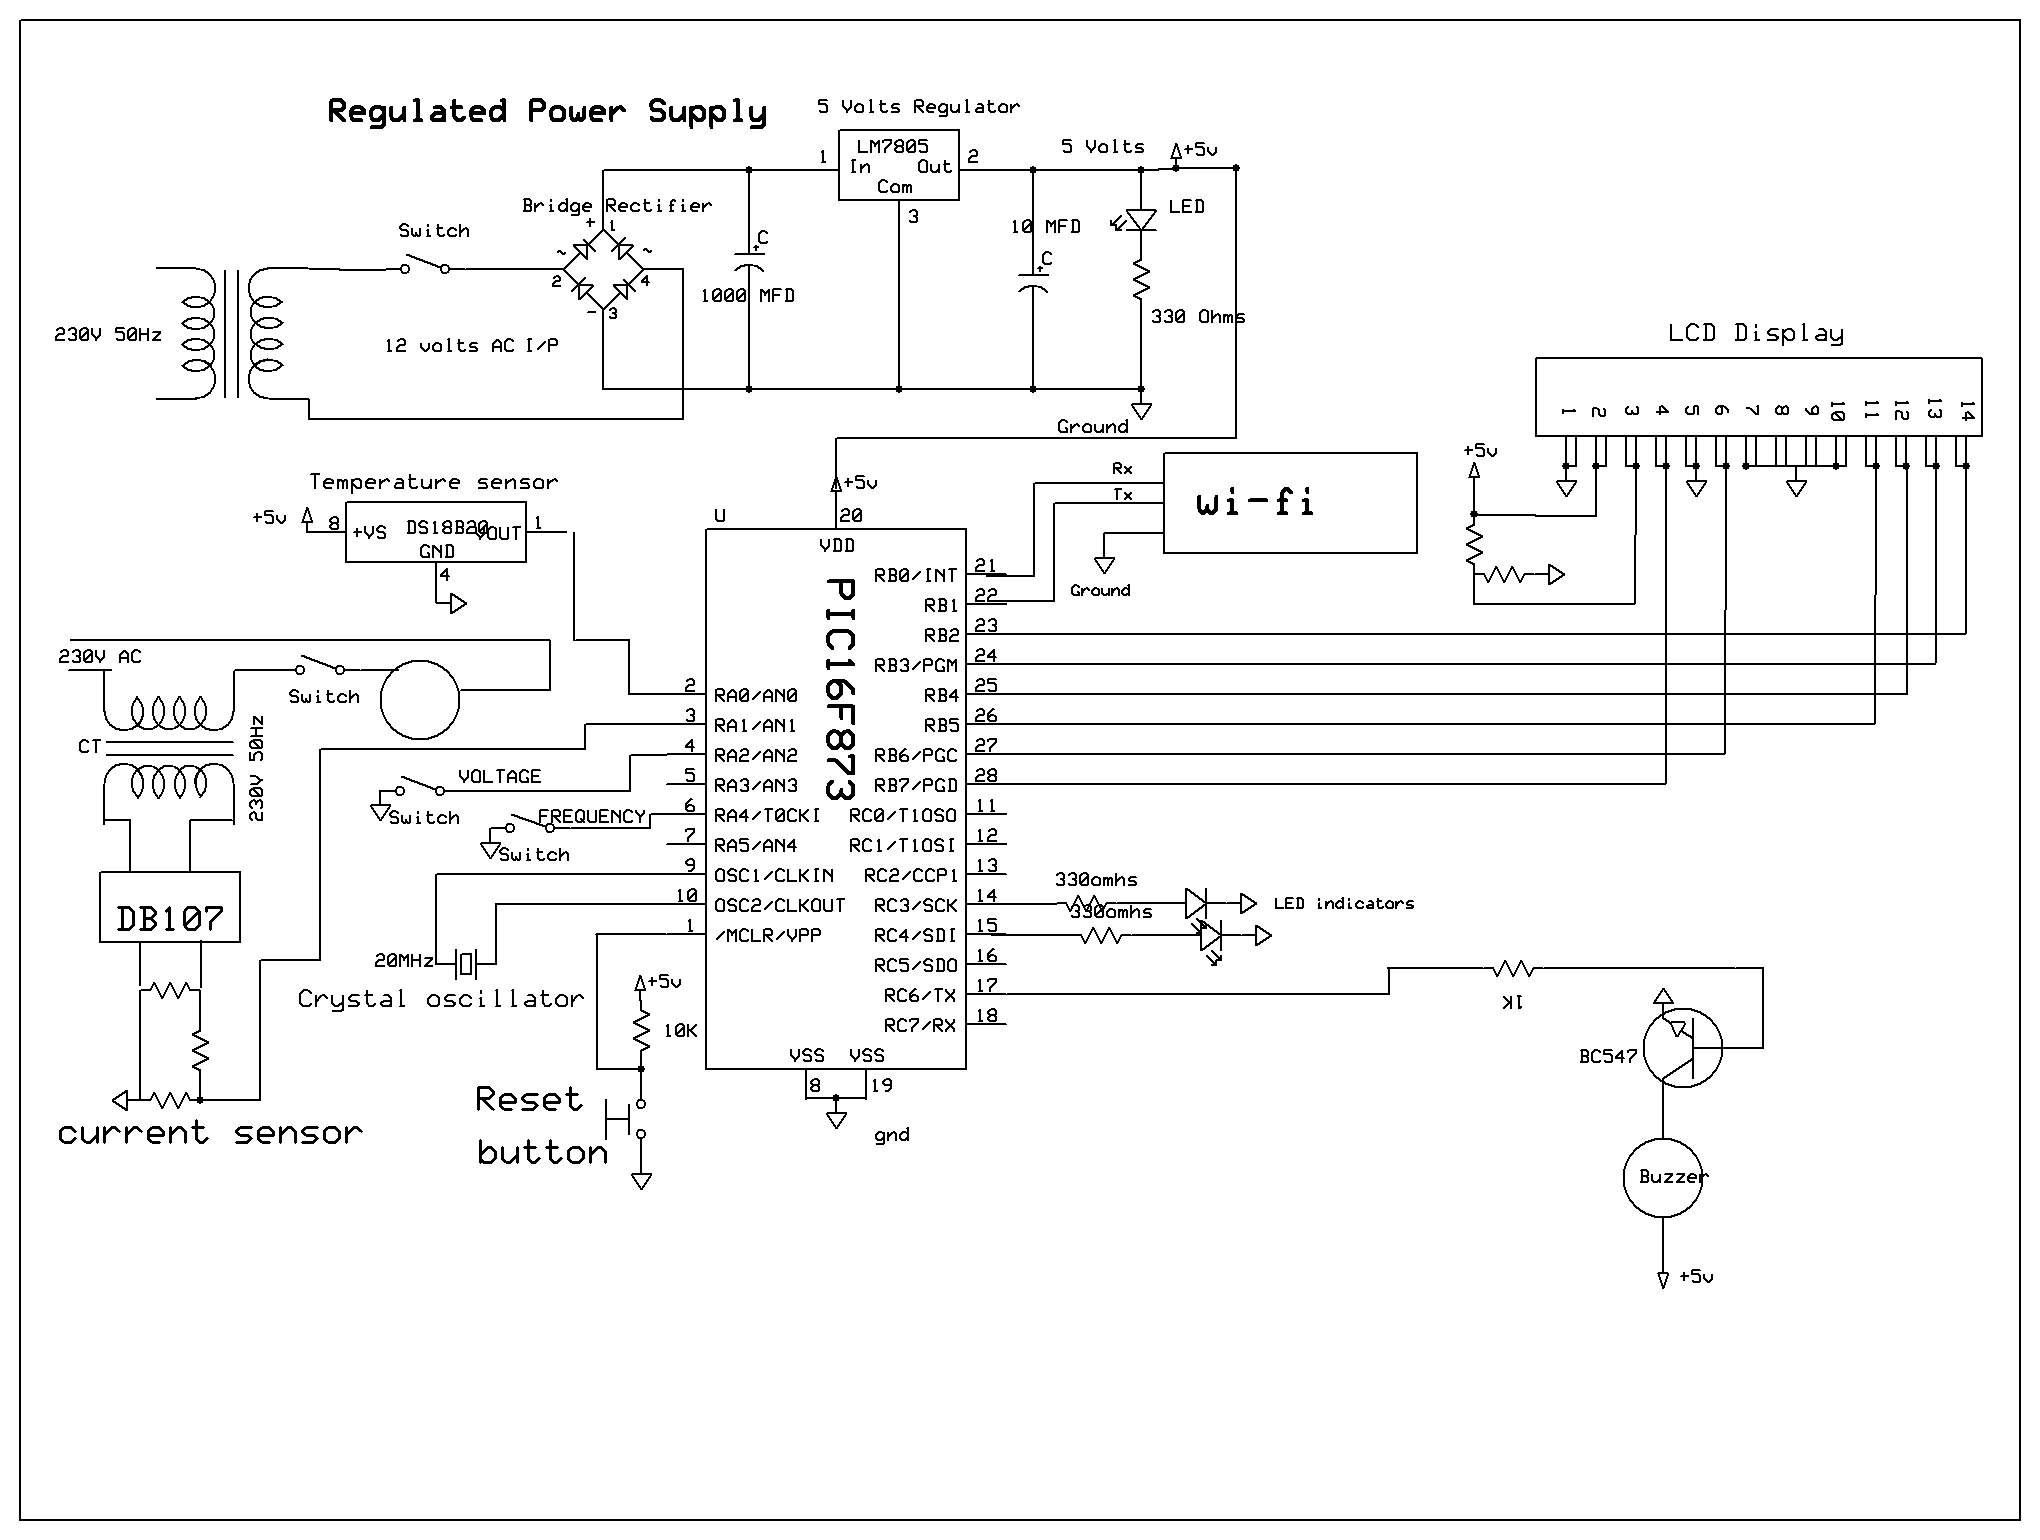 Regulated Power Supply
5 Volts Regulator
LM7805
1 In Out 2
Com
3
5 Volts
+5v
Bridge Rectifier
+ 1
~ ~
2 4
- 3
Switch
+ C
1000 MFD
10 MFD
+ C
LED
330 Ohms
230V 50Hz
12 volts AC I/P
Ground
LCD Display
1 2 3 4 5 6 7 8 9 10 11 12 13 14
+5v
Temperature sensor
+5v
8 +VS DS18B20 VOUT 1
GND
4
Rx
Tx
wi-fi
Ground
U
+5v
20
VDD
PIC16F873
RB0/INT 21
RB1 22
RB2 23
RB3/PGM 24
RB4 25
RB5 26
RB6/PGC 27
RB7/PGD 28
RC0/T1OSO 11
RC1/T1OSI 12
RC2/CCP1 13
RC3/SCK 14
RC4/SDI 15
RC5/SDO 16
RC6/TX 17
RC7/RX 18
2 RA0/AN0
3 RA1/AN1
4 RA2/AN2
5 RA3/AN3
6 RA4/T0CKI
7 RA5/AN4
9 OSC1/CLKIN
10 OSC2/CLKOUT
1 /MCLR/VPP
VSS VSS
8 19
gnd
230V AC
Switch
CT
230V 50Hz
VOLTAGE
Switch
FREQUENCY
Switch
DB107
current sensor
20MHz
Crystal oscillator
+5v
10K
Reset
button
330omhs
330omhs
LED indicators
1K
BC547
Buzzer
+5v